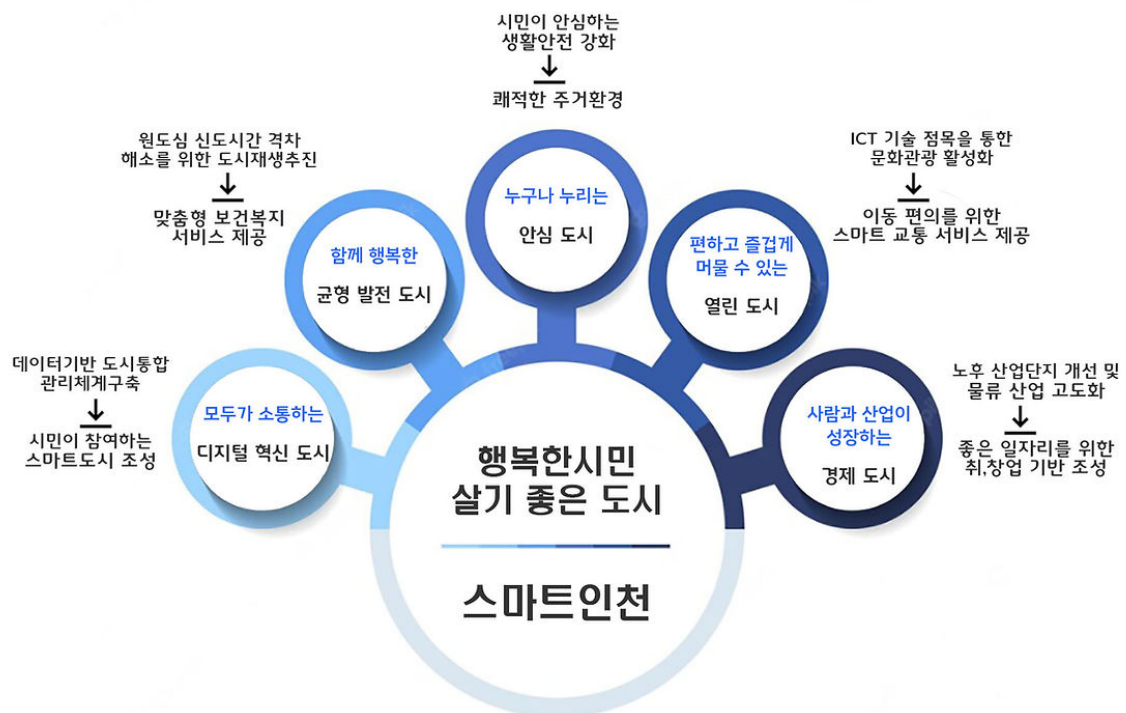 시민이 안심하는
생활안전 강화
쾌적한 주거환경
누구나 누리는
안심 도시
원도심 신도시간 격차
해소를 위한 도시재생추진
맞춤형 보건복지
서비스 제공
함께 행복한
균형 발전 도시
ICT 기술 점목을 통한
문화관광 활성화
이동 편의를 위한
스마트 교통 서비스 제공
편하고 즐겁게
머물 수 있는
열린 도시
데이터기반 도시통합
관리체계구축
시민이 참여하는
스마트도시 조성
모두가 소통하는
디지털 혁신 도시
노후 산업단지 개선 및
물류 산업 고도화
좋은 일자리를 위한
취,창업 기반 조성
사람과 산업이
성장하는
경제 도시
행복한시민
살기 좋은 도시
스마트인천